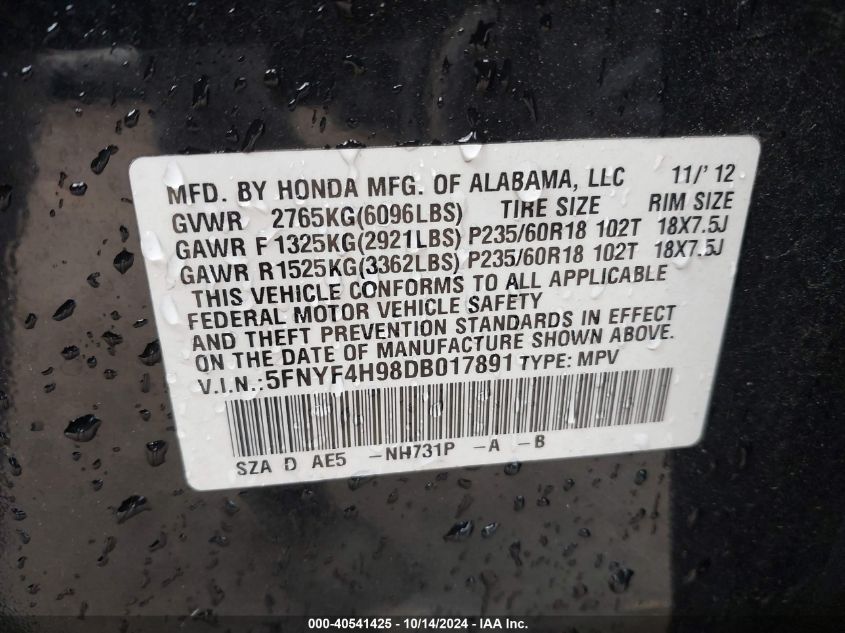 MFD. BY HONDA MFG. OF ALABAMA, LLC 11/' 12
GVWR 2765KG(6096LBS) TIRE SIZE RIM SIZE
GAWR F 1325KG(2921LBS) P235/60R18 102T 18X7.5J
GAWR R1525KG(3362LBS) P235/60R18 102T 18X7.5J
THIS VEHICLE CONFORMS TO ALL APPLICABLE
FEDERAL MOTOR VEHICLE SAFETY
AND THEFT PREVENTION STANDARDS IN EFFECT
ON THE DATE OF MANUFACTURE SHOWN ABOVE.
V.I.N.:5FNYF4H98DB017891 TYPE: MPV
SZA D AE5 -NH731P -A -B
000-40541425 - 10/14/2024 - IAA Inc.